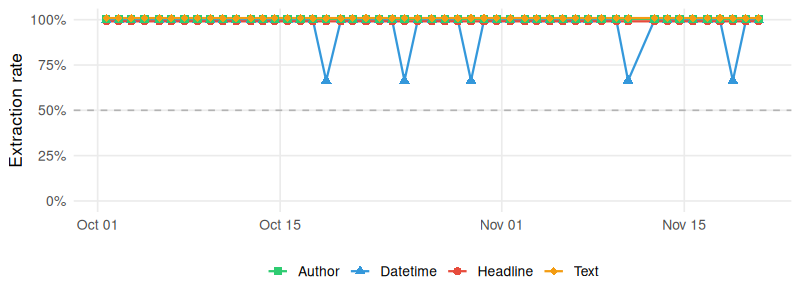 Extraction rate
100%
75%
50%
25%
0%
Oct 01 Oct 15 Nov 01 Nov 15
Author Datetime Headline Text